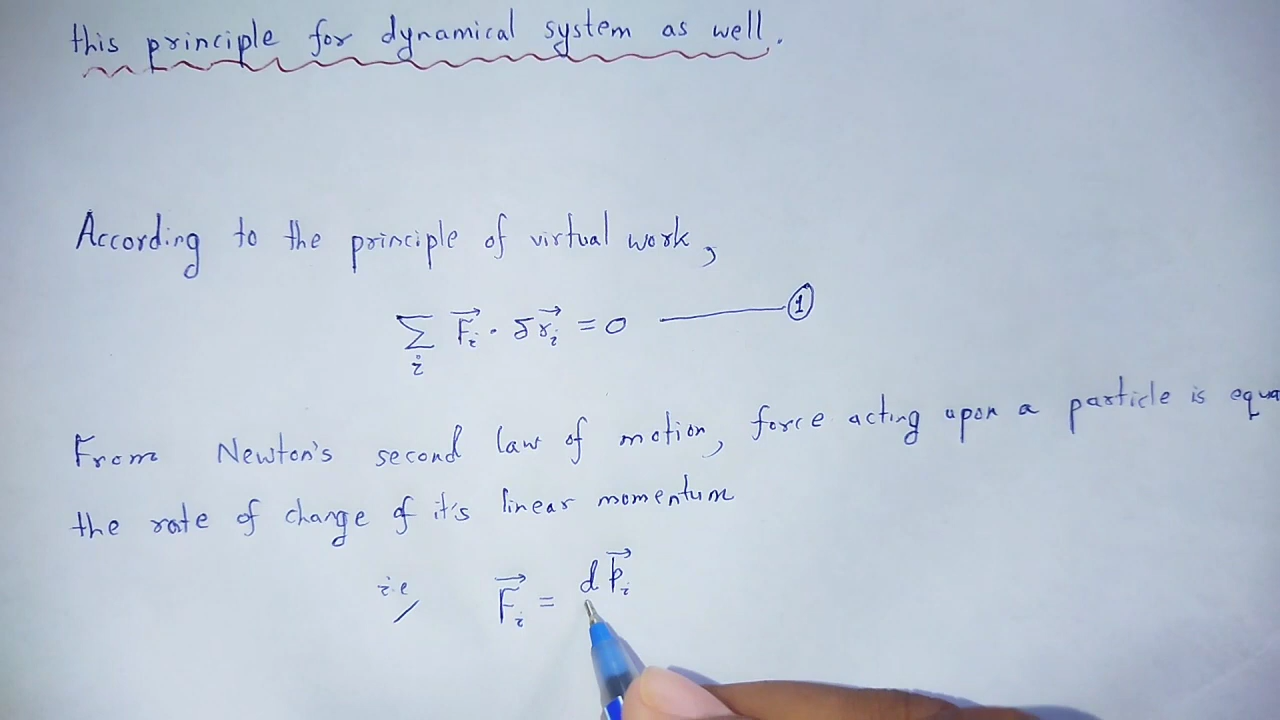 this principle for dynamical system as well.
According to the principle of virtual work,
∑ᵢ F⃗ᵢ · δr⃗ᵢ = 0 ——— ①
From Newton's second law of motion, force acting upon a particle is equa
the rate of change of it's linear momentum
i.e/ F⃗ᵢ = dp⃗ᵢ